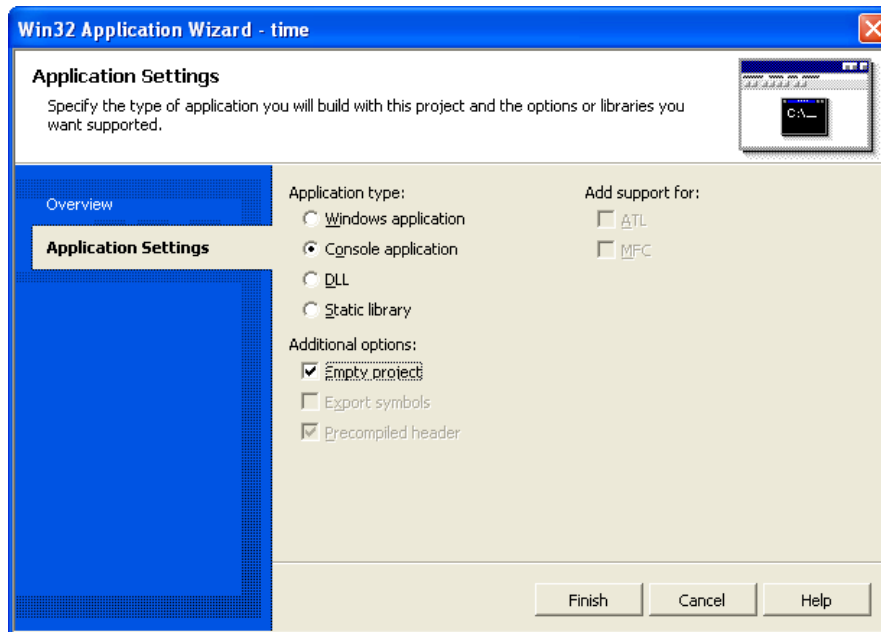 Win32 Application Wizard - time
Application Settings
Specify the type of application you will build with this project and the options or libraries you
want supported.
C:\_
Overview
Application Settings
Application type:
Windows application
Console application
DLL
Static library
Additional options:
Empty project
Export symbols
Precompiled header
Add support for:
ATL
MFC
Finish
Cancel
Help